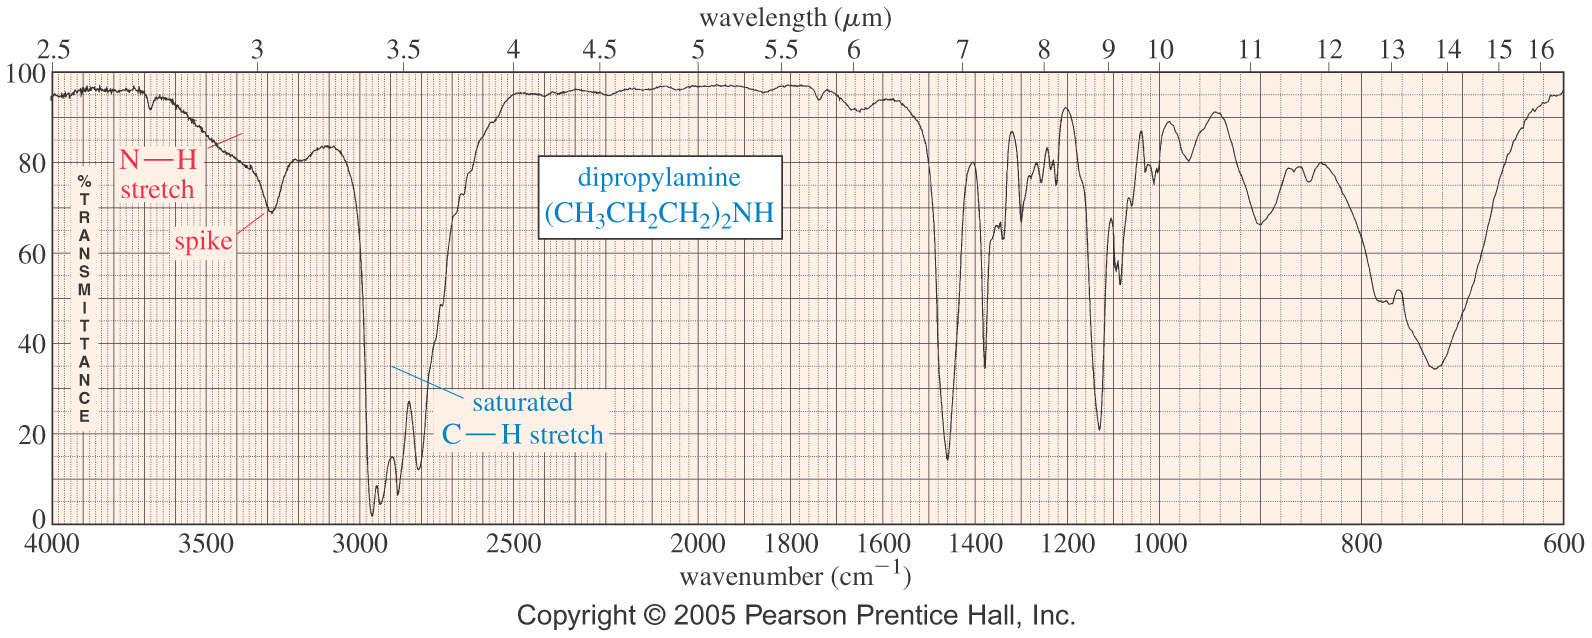 wavelength (μm)
2.5 3 3.5 4 4.5 5 5.5 6 7 8 9 10 11 12 13 14 15 16
100
80
60
40
20
0
% TRANSMITTANCE
N—H
stretch
spike
dipropylamine
(CH₃CH₂CH₂)₂NH
saturated
C—H stretch
4000 3500 3000 2500 2000 1800 1600 1400 1200 1000 800 600
wavenumber (cm⁻¹)
Copyright © 2005 Pearson Prentice Hall, Inc.